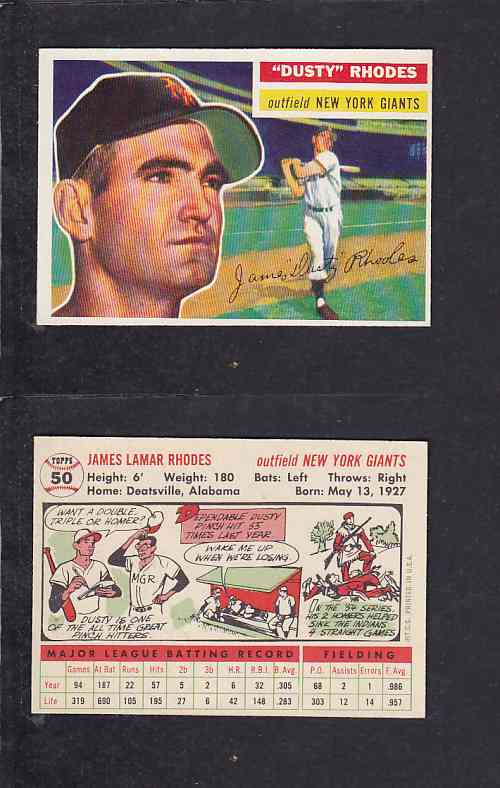 "DUSTY" RHODES
outfield NEW YORK GIANTS
James "Dusty" Rhodes
TOPPS
50
JAMES LAMAR RHODES outfield NEW YORK GIANTS
Height: 6' Weight: 180 Bats: Left Throws: Right
Home: Deatsville, Alabama Born: May 13, 1927
WANT A DOUBLE,
TRIPLE OR HOMER?
MGR
DUSTY IS ONE
OF THE ALL TIME GREAT
PINCH HITTERS.
DEPENDABLE DUSTY
PINCH HIT 55
TIMES LAST YEAR.
WAKE ME UP
WHEN WE'RE LOSING.
IN THE '54 SERIES,
HIS 2 HOMERS HELPED
SINK THE INDIANS
4 STRAIGHT GAMES
PRINTED IN U.S.A.
MAJOR LEAGUE BATTING RECORD FIELDING
Games At Bat Runs Hits 2b 3b H.R. R.B.I. B.Avg. P.O. Assists Errors F.Avg.
Year 94 187 22 57 5 2 6 32 .305 68 2 1 .986
Life 319 690 105 195 27 6 42 148 .283 303 12 14 .957